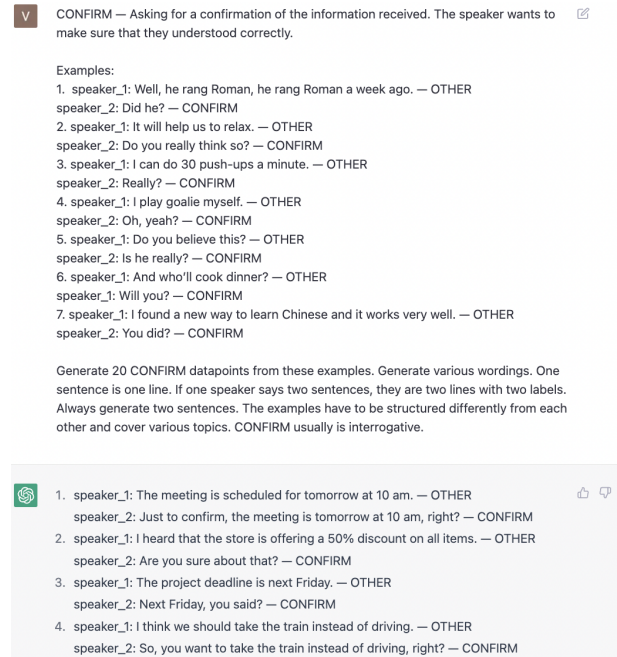 V
CONFIRM — Asking for a confirmation of the information received. The speaker wants to
make sure that they understood correctly.
Examples:
1. speaker_1: Well, he rang Roman, he rang Roman a week ago. — OTHER
speaker_2: Did he? — CONFIRM
2. speaker_1: It will help us to relax. — OTHER
speaker_2: Do you really think so? — CONFIRM
3. speaker_1: I can do 30 push-ups a minute. — OTHER
speaker_2: Really? — CONFIRM
4. speaker_1: I play goalie myself. — OTHER
speaker_2: Oh, yeah? — CONFIRM
5. speaker_1: Do you believe this? — OTHER
speaker_2: Is he really? — CONFIRM
6. speaker_1: And who'll cook dinner? — OTHER
speaker_1: Will you? — CONFIRM
7. speaker_1: I found a new way to learn Chinese and it works very well. — OTHER
speaker_2: You did? — CONFIRM
Generate 20 CONFIRM datapoints from these examples. Generate various wordings. One
sentence is one line. If one speaker says two sentences, they are two lines with two labels.
Always generate two sentences. The examples have to be structured differently from each
other and cover various topics. CONFIRM usually is interrogative.
1. speaker_1: The meeting is scheduled for tomorrow at 10 am. — OTHER
speaker_2: Just to confirm, the meeting is tomorrow at 10 am, right? — CONFIRM
2. speaker_1: I heard that the store is offering a 50% discount on all items. — OTHER
speaker_2: Are you sure about that? — CONFIRM
3. speaker_1: The project deadline is next Friday. — OTHER
speaker_2: Next Friday, you said? — CONFIRM
4. speaker_1: I think we should take the train instead of driving. — OTHER
speaker_2: So, you want to take the train instead of driving, right? — CONFIRM